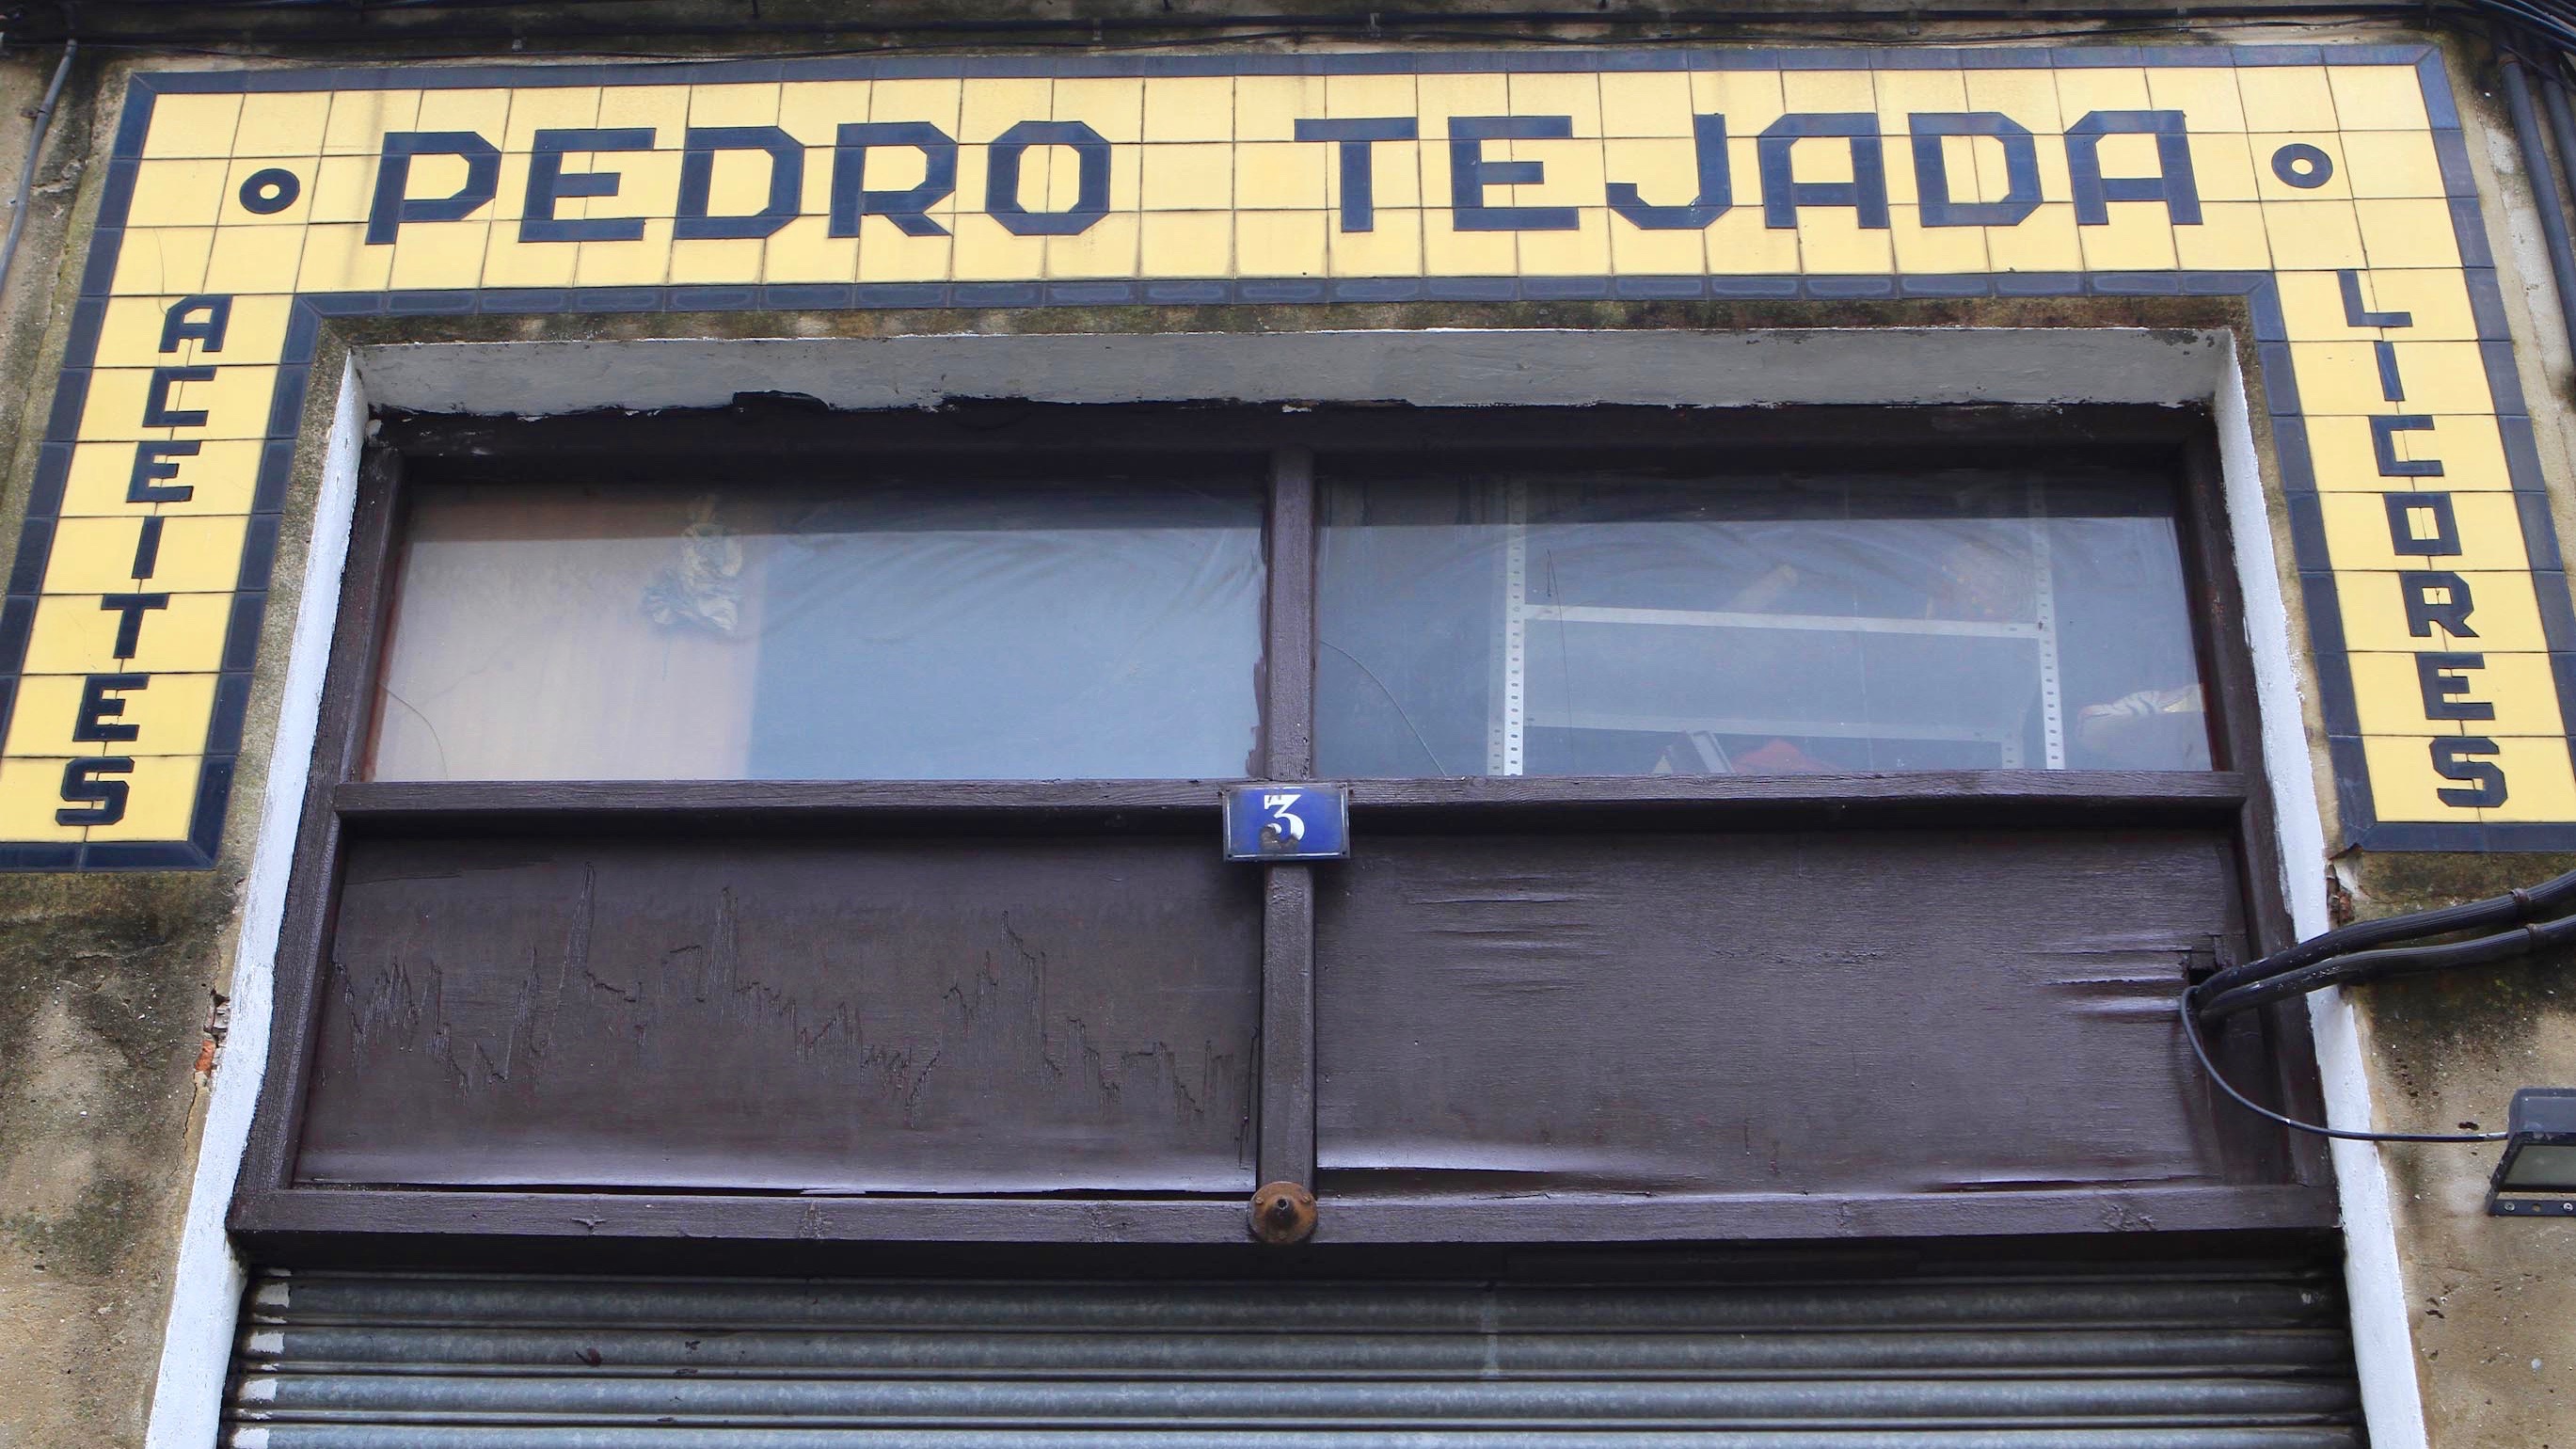 PEDRO TEJADA
ACEITES
LICORES
3